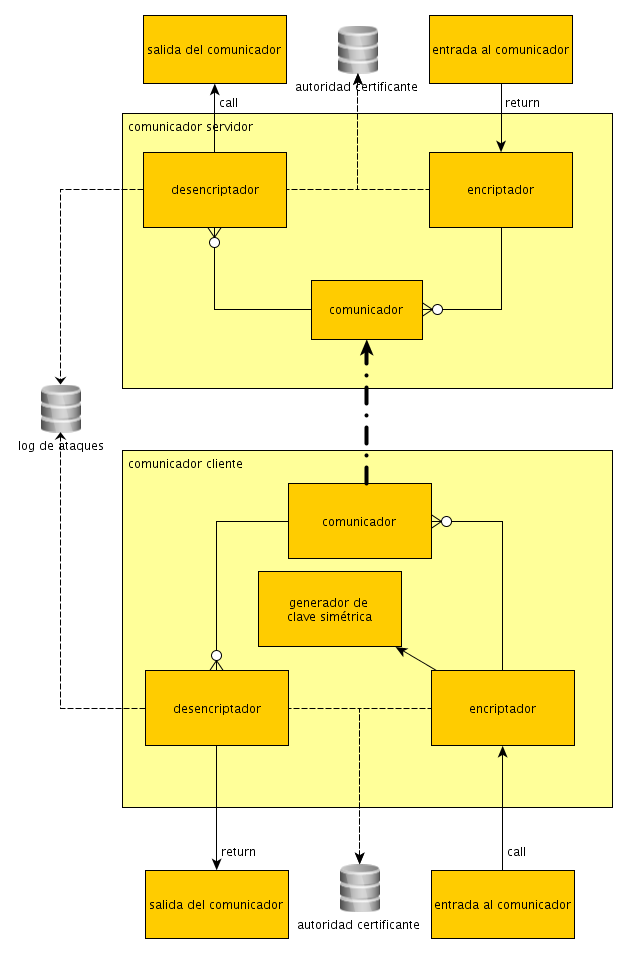 salida del comunicador
entrada al comunicador
autoridad certificante
call
return
comunicador servidor
desencriptador
encriptador
comunicador
log de ataques
comunicador cliente
comunicador
generador de
clave simétrica
desencriptador
encriptador
return
call
salida del comunicador
entrada al comunicador
autoridad certificante